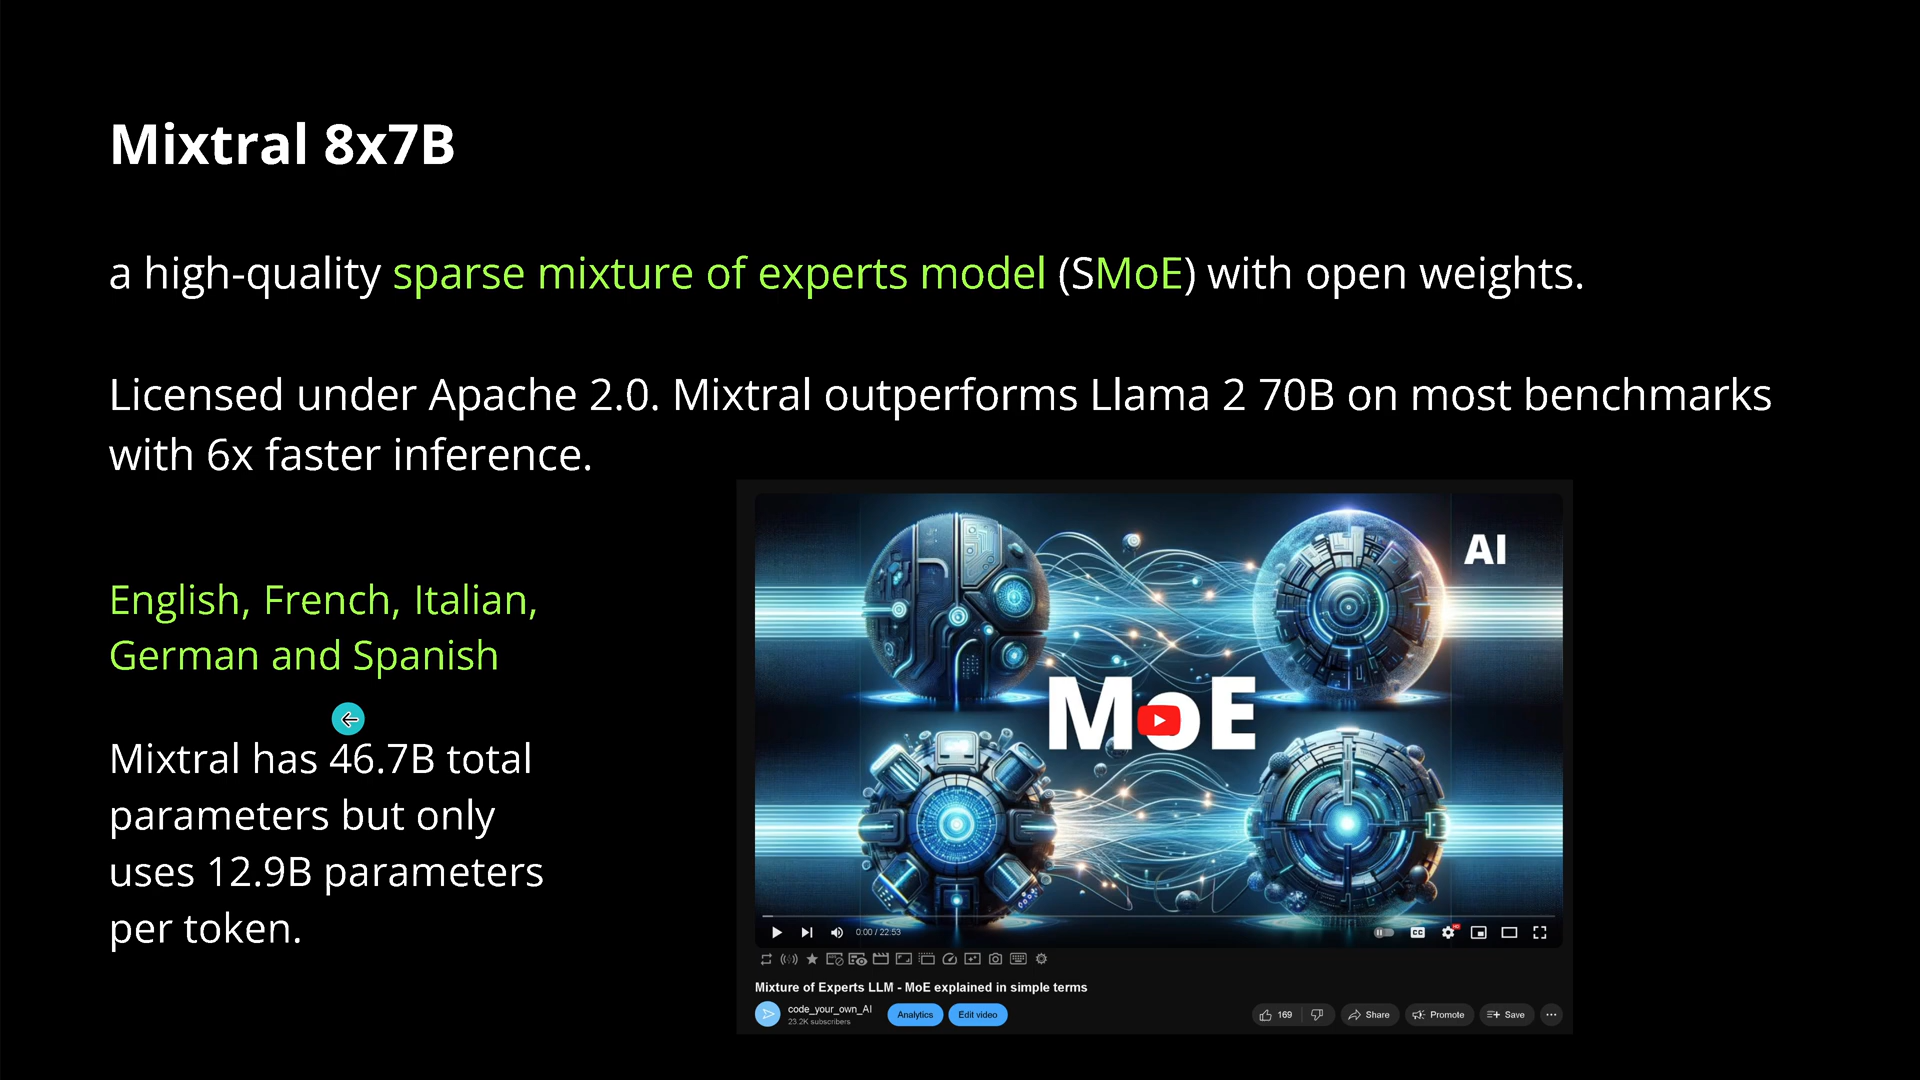 Mixtral 8x7B
a high-quality sparse mixture of experts model (SMoE) with open weights.
Licensed under Apache 2.0. Mixtral outperforms Llama 2 70B on most benchmarks
with 6x faster inference.
English, French, Italian,
German and Spanish
Mixtral has 46.7B total
parameters but only
uses 12.9B parameters
per token.
AI
MoE
0:00 / 22:53
CC
Mixture of Experts LLM - MoE explained in simple terms
code_your_own_AI
23.2K subscribers
Analytics
Edit video
169
Share
Promote
Save